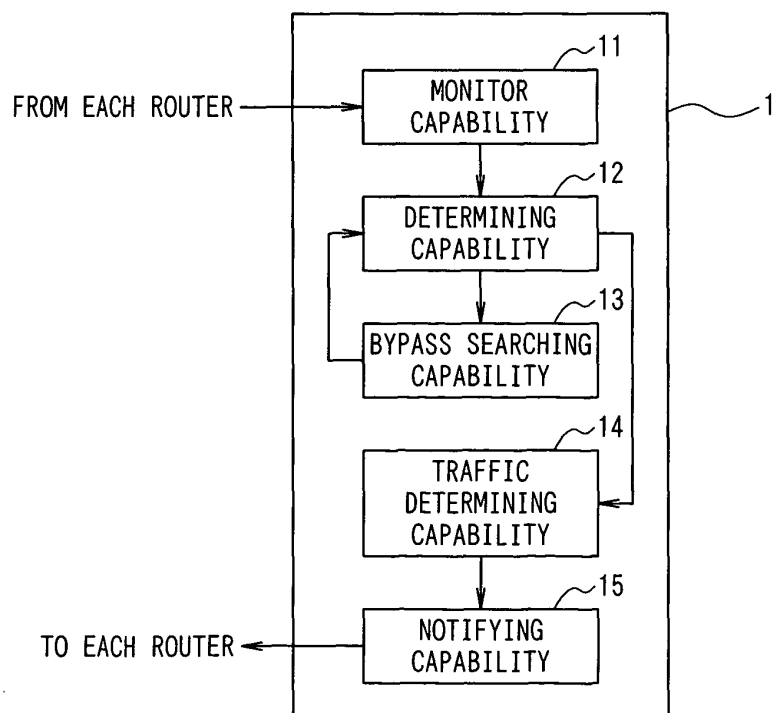 11
MONITOR
CAPABILITY
FROM EACH ROUTER
1
12
DETERMINING
CAPABILITY
13
BYPASS SEARCHING
CAPABILITY
14
TRAFFIC
DETERMINING
CAPABILITY
15
NOTIFYING
CAPABILITY
TO EACH ROUTER